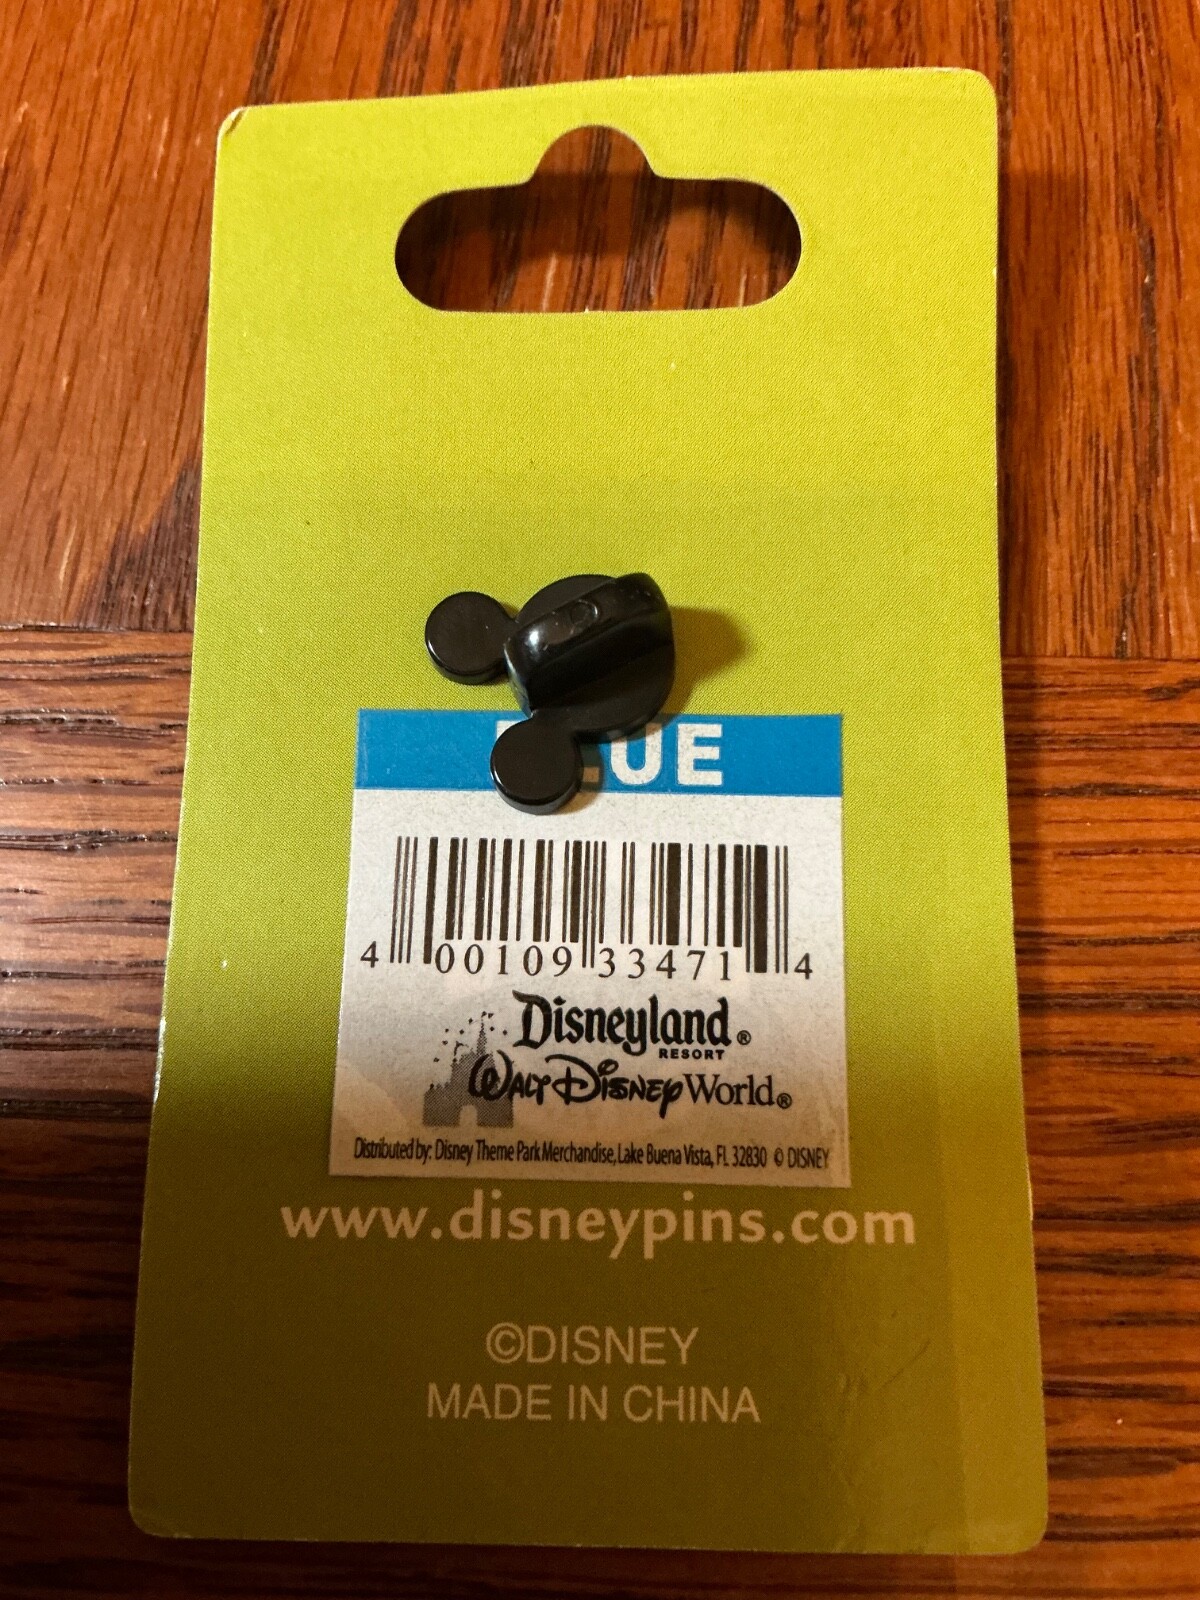 UE
4 00109 33471 4
Disneyland®
RESORT
Walt Disney World®
Distributed by: Disney Theme Park Merchandise, Lake Buena Vista, FL 32830 © DISNEY
www.disneypins.com
©DISNEY
MADE IN CHINA